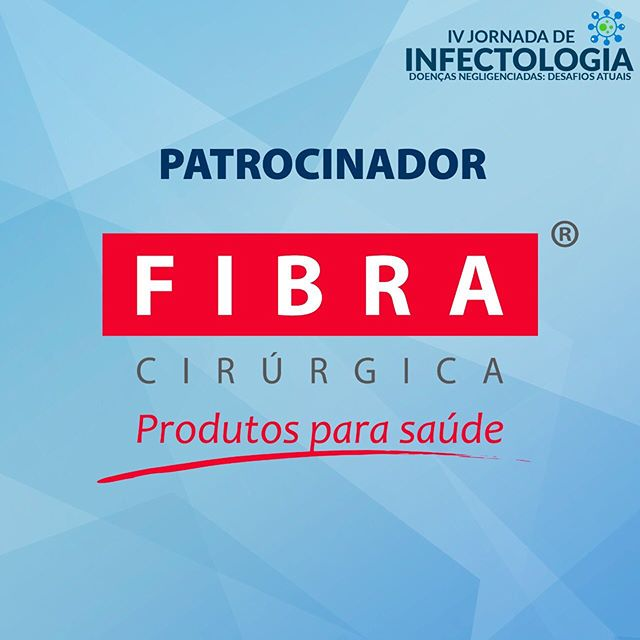 IV JORNADA DE
INFECTOLOGIA
DOENÇAS NEGLIGENCIADAS: DESAFIOS ATUAIS
PATROCINADOR
FIBRA ®
CIRÚRGICA
Produtos para saúde